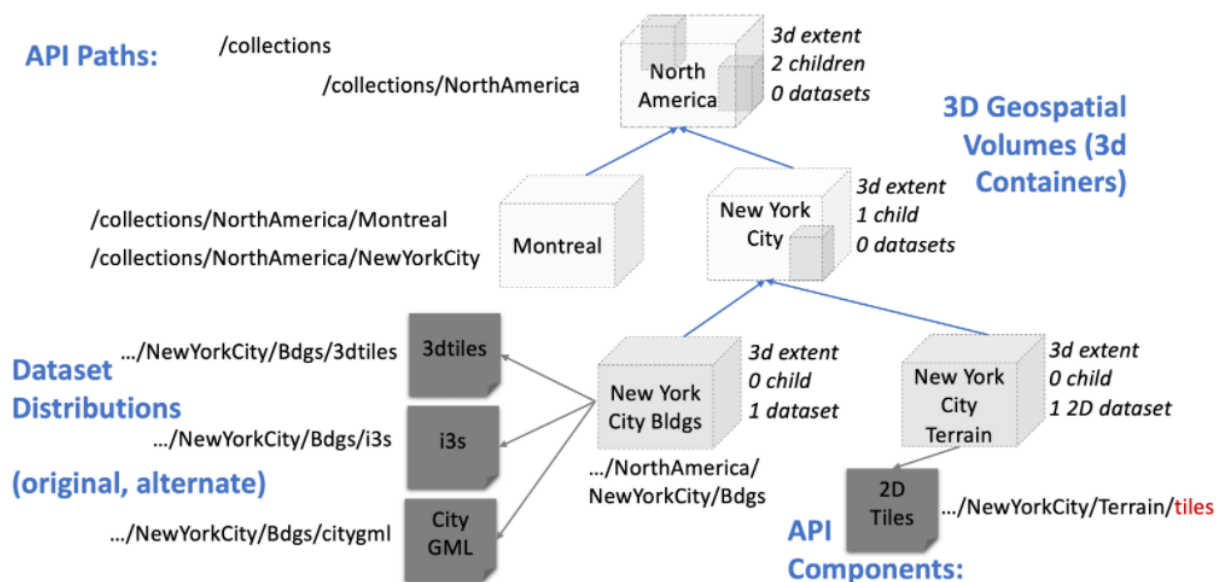 API Paths:
/collections
/collections/NorthAmerica
North
America
3d extent
2 children
0 datasets
3D Geospatial
Volumes (3d
Containers)
/collections/NorthAmerica/Montreal
/collections/NorthAmerica/NewYorkCity
Montreal
New York
City
3d extent
1 child
0 datasets
Dataset
Distributions
(original, alternate)
…/NewYorkCity/Bdgs/3dtiles
3dtiles
…/NewYorkCity/Bdgs/i3s
i3s
…/NewYorkCity/Bdgs/citygml
City
GML
New York
City Bldgs
3d extent
0 child
1 dataset
…/NorthAmerica/
NewYorkCity/Bdgs
New York
City
Terrain
3d extent
0 child
1 2D dataset
2D
Tiles
…/NewYorkCity/Terrain/tiles
API
Components: